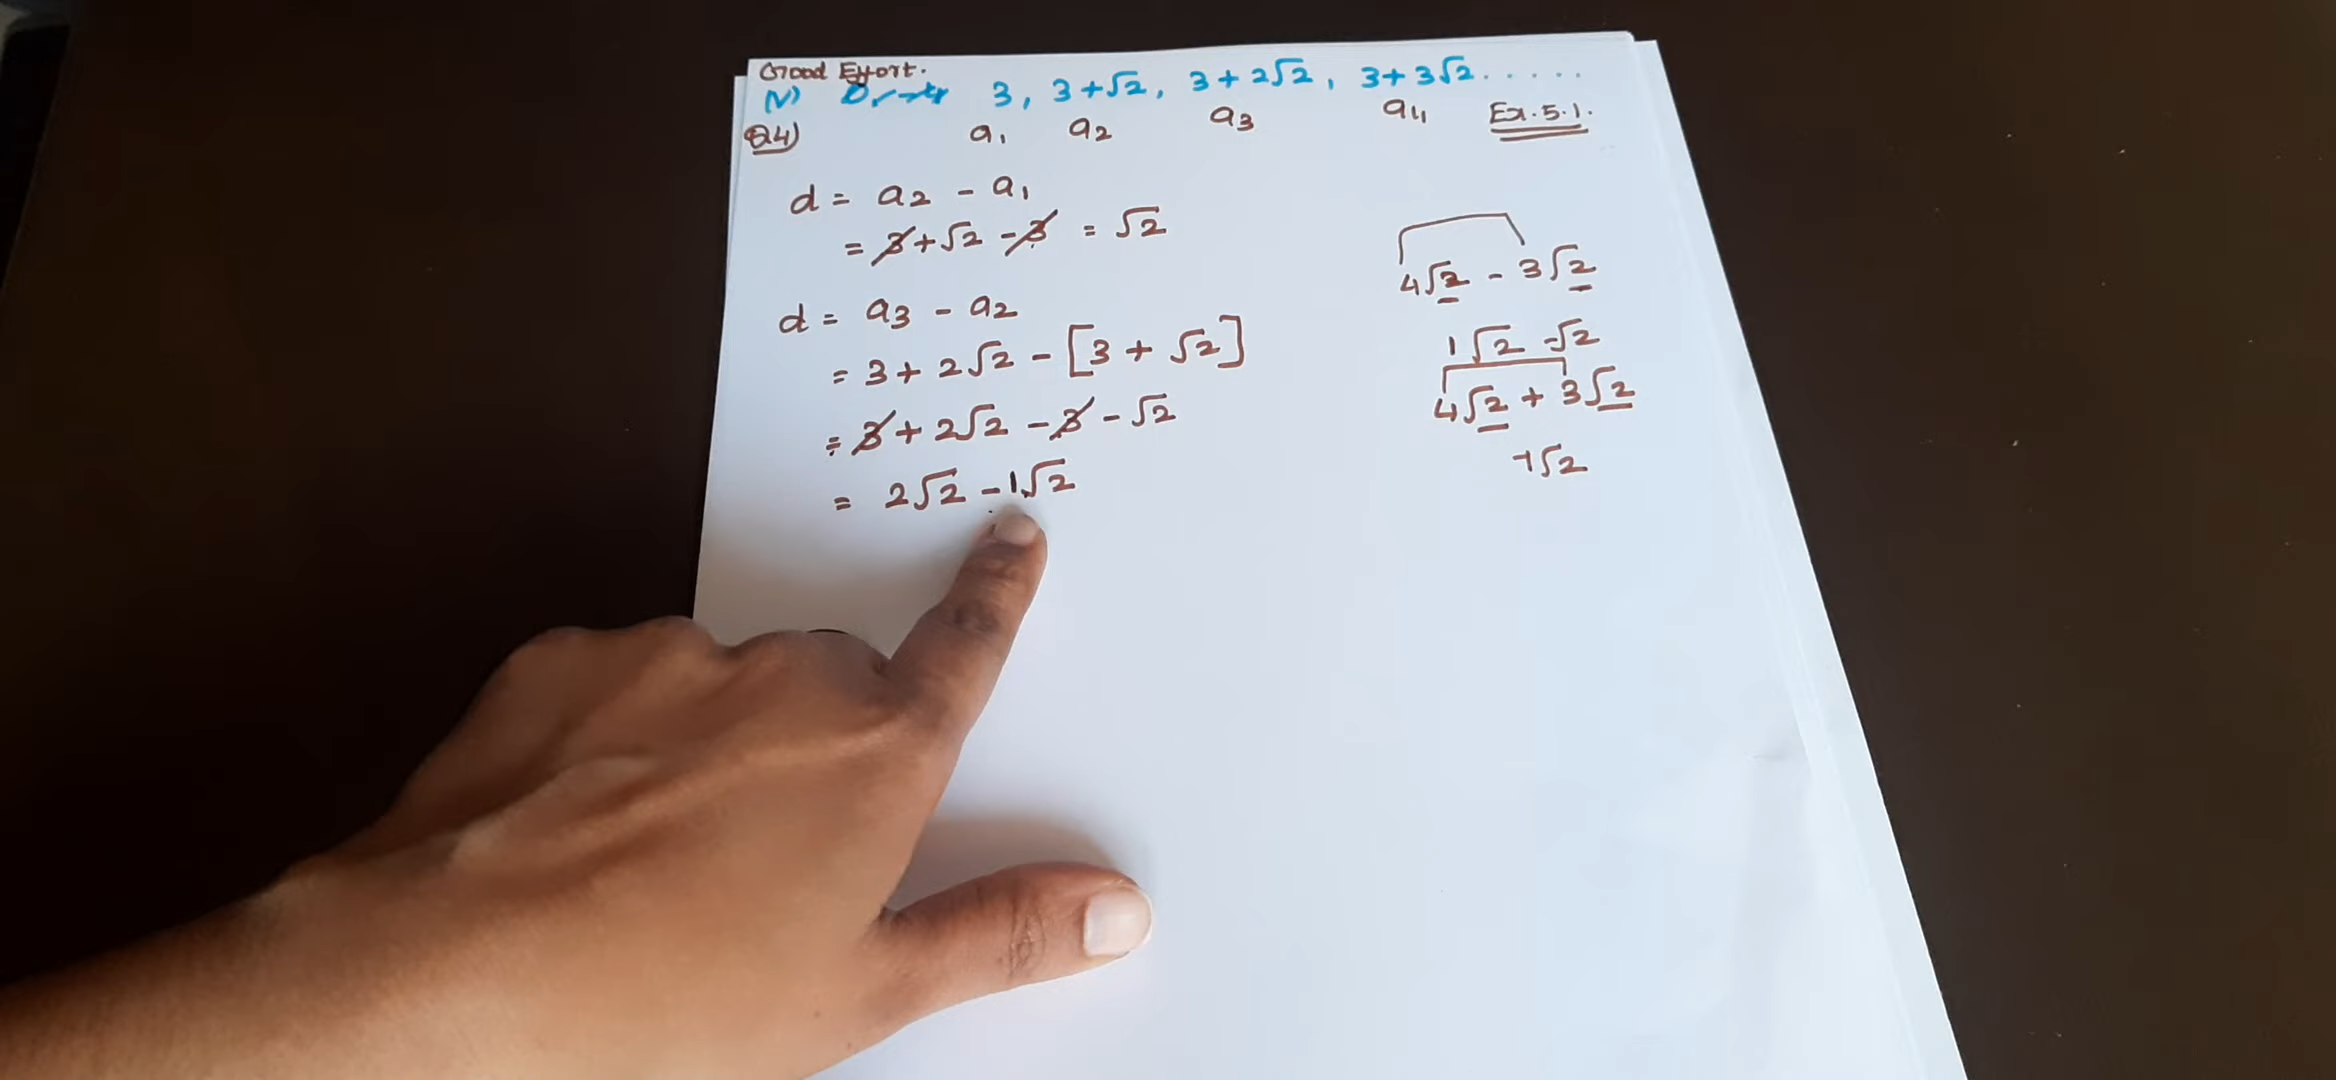 Good Effort.
(V) 3, 3+√2, 3+2√2, 3+3√2.....
Q4) a₁ a₂ a₃ a₄ Ex.5.1.
d = a₂ - a₁
= 3+√2 -3 = √2
d = a₃ - a₂
= 3+ 2√2 - [3 + √2]
= 3+ 2√2 -3 -√2
= 2√2 -1√2
4√2 - 3√2
1√2 √2
4√2 + 3√2
7√2